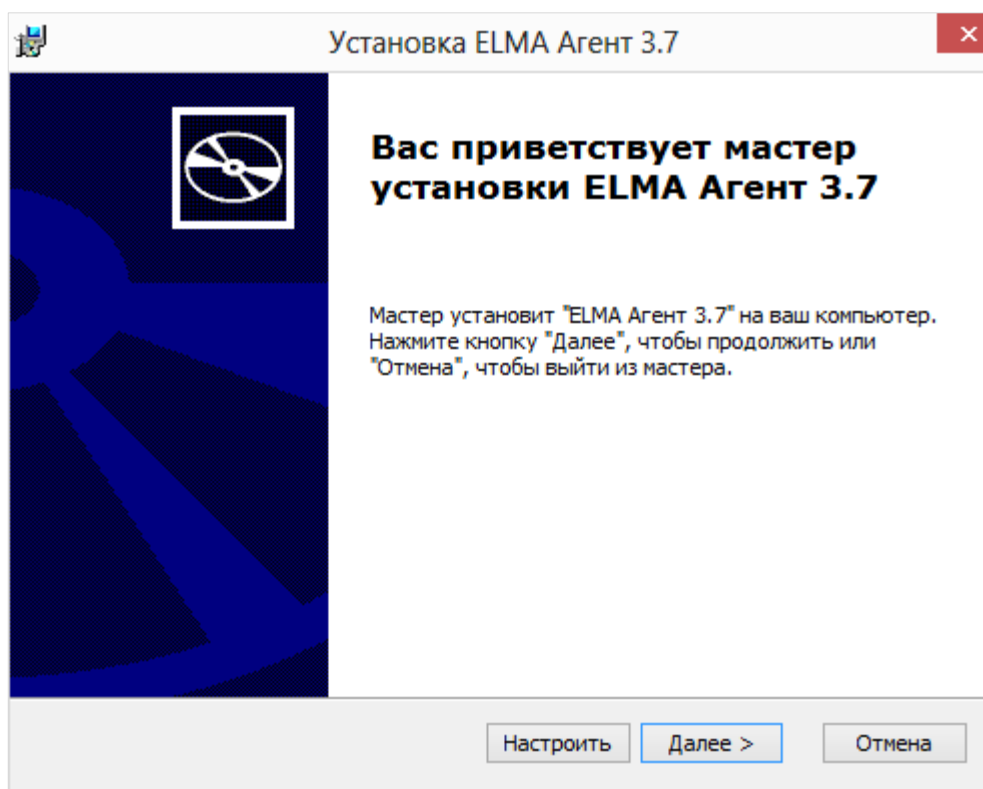 Установка ELMA Агент 3.7
Вас приветствует мастер
установки ELMA Агент 3.7
Мастер установит "ELMA Агент 3.7" на ваш компьютер.
Нажмите кнопку "Далее", чтобы продолжить или
"Отмена", чтобы выйти из мастера.
Настроить
Далее >
Отмена